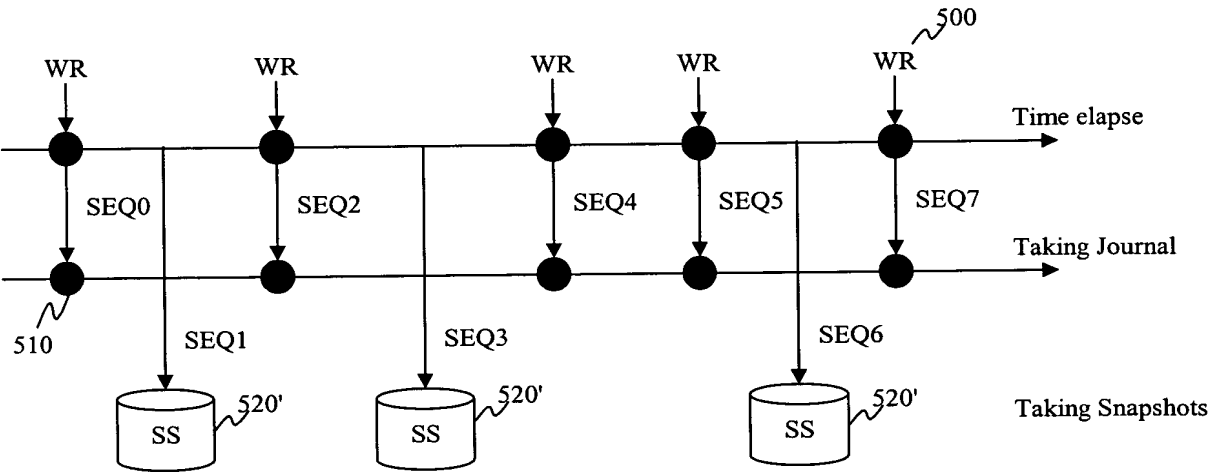 500
WR WR WR WR WR
Time elapse
SEQ0 SEQ2 SEQ4 SEQ5 SEQ7
Taking Journal
510 SEQ1 SEQ3 SEQ6
520' 520' 520'
SS SS SS Taking Snapshots